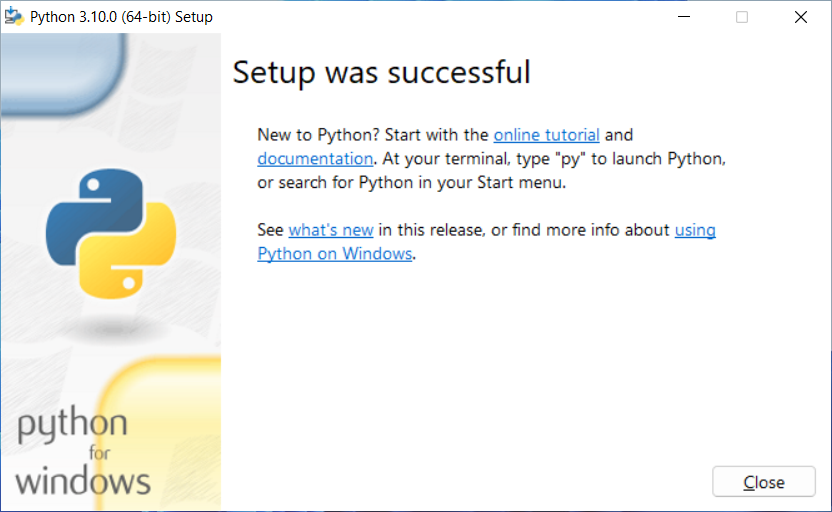 Python 3.10.0 (64-bit) Setup
Setup was successful
New to Python? Start with the online tutorial and
documentation. At your terminal, type "py" to launch Python,
or search for Python in your Start menu.
See what's new in this release, or find more info about using
Python on Windows.
python
for
windows
Close